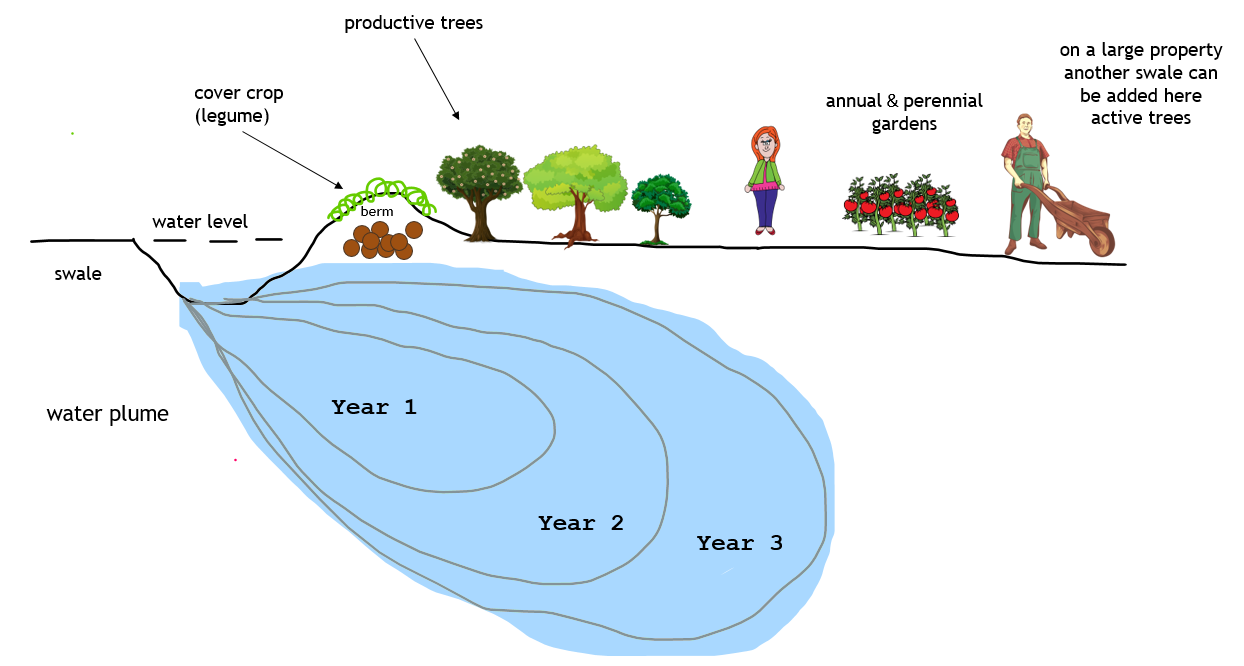 productive trees
cover crop
(legume)
on a large property
another swale can
be added here
active trees
annual & perennial
gardens
berm
water level
swale
water plume
Year 1
Year 2
Year 3